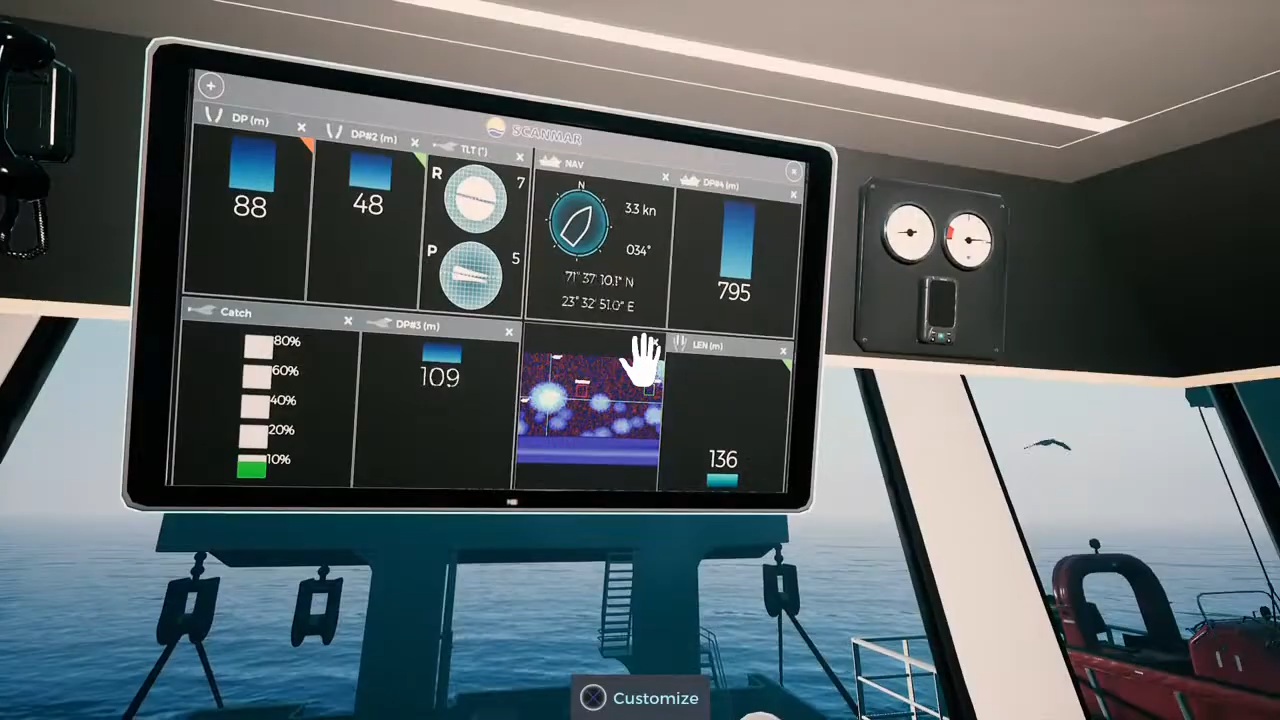 SCANMAR
DP (m)
88
DP#2 (m)
48
TLT (°)
R
7
P
5
NAV
N
3.3 kn
034°
71° 37' 10.1" N
23° 32' 51.0" E
DP#4 (m)
795
Catch
80%
60%
40%
20%
10%
DP#3 (m)
109
LEN (m)
136
Customize